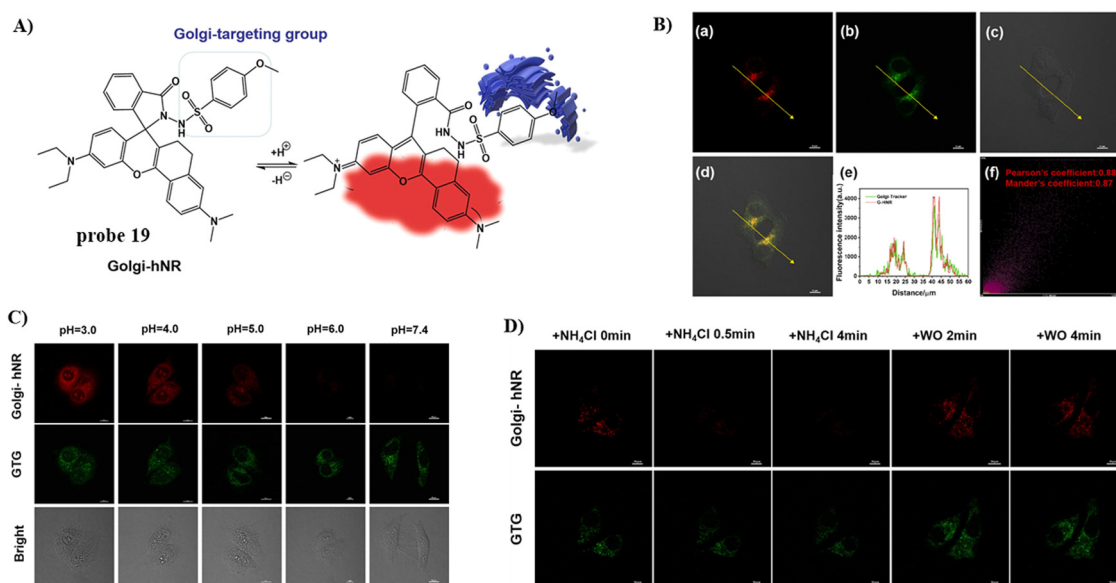 A)
Golgi-targeting group
O
O
N
NH
S
O
O
N
O
N
probe 19
Golgi-hNR
+H⊕
-H⊖
O
HN
NH
O
S
O
O
N
+
O
N
B)
(a)
(b)
(c)
(d)
(e)
Fluorescence intensity(a.u.)
4000
3000
2000
1000
0
Golgi Tracker
G-HNR
0 5 10 15 20 25 30 35 40 45 50 55 60
Distance/μm
(f)
Pearson's coefficient:0.88
Mander's coefficient:0.87
C)
pH=3.0
pH=4.0
pH=5.0
pH=6.0
pH=7.4
Golgi- hNR
GTG
Bright
D)
+NH₄Cl 0min
+NH₄Cl 0.5min
+NH₄Cl 4min
+WO 2min
+WO 4min
Golgi- hNR
GTG